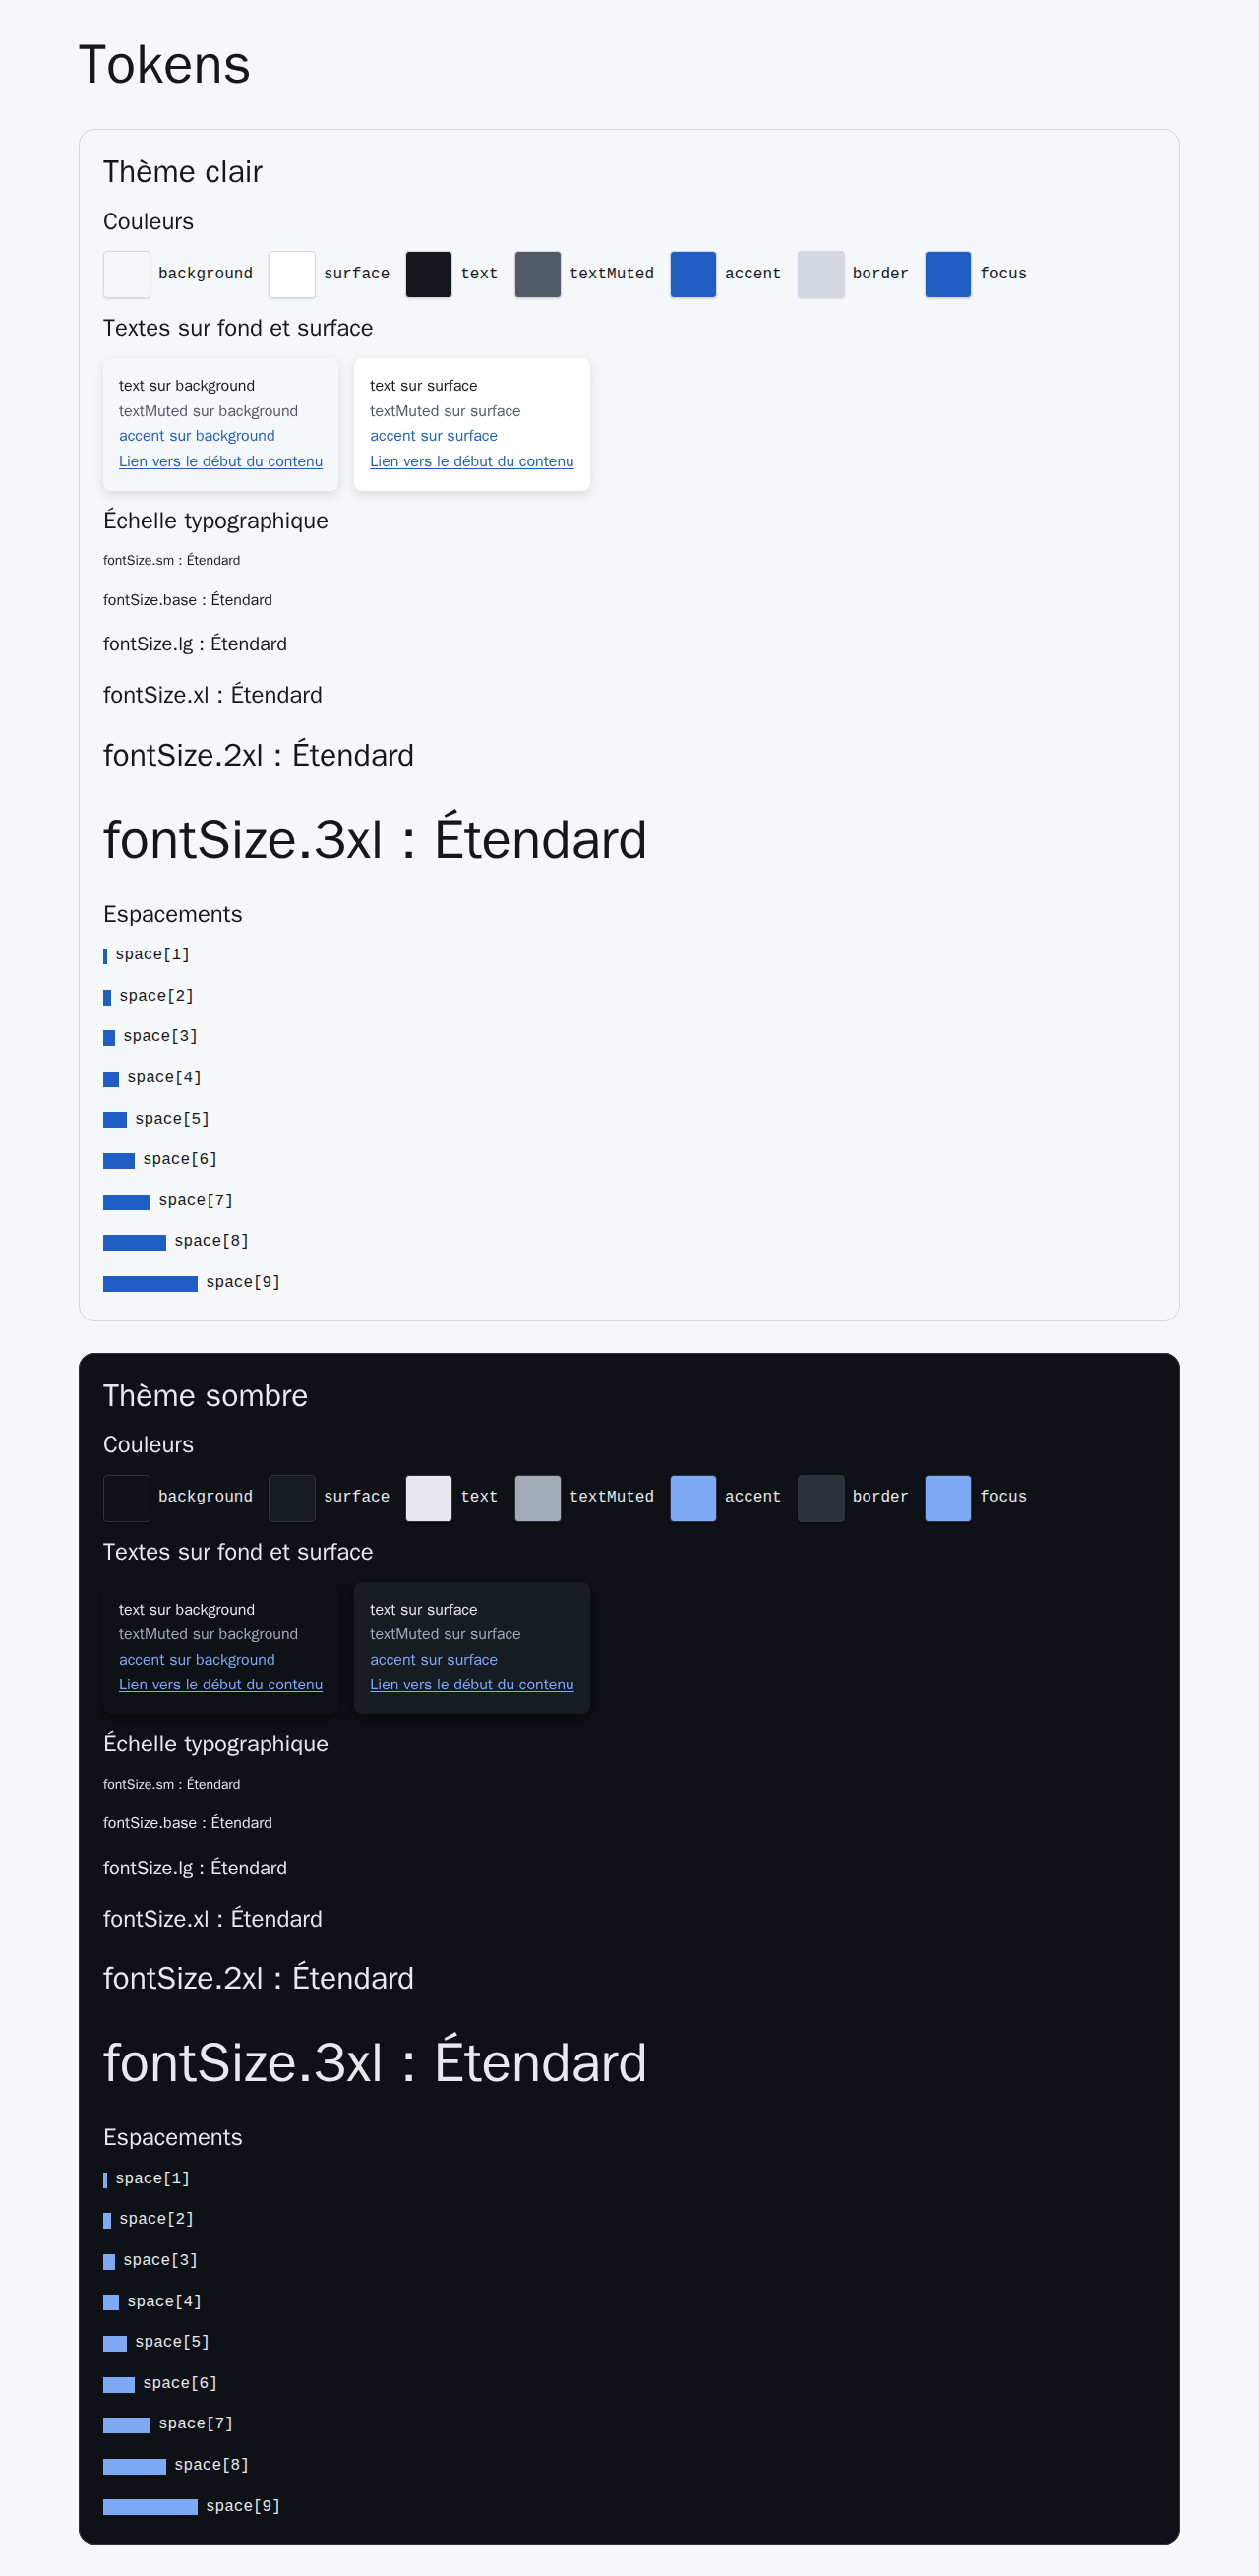 Tokens
Thème clair
Couleurs
background surface text textMuted accent border focus
Textes sur fond et surface
text sur background
textMuted sur background
accent sur background
Lien vers le début du contenu
text sur surface
textMuted sur surface
accent sur surface
Lien vers le début du contenu
Échelle typographique
fontSize.sm : Étendard
fontSize.base : Étendard
fontSize.lg : Étendard
fontSize.xl : Étendard
fontSize.2xl : Étendard
fontSize.3xl : Étendard
Espacements
space[1]
space[2]
space[3]
space[4]
space[5]
space[6]
space[7]
space[8]
space[9]
Thème sombre
Couleurs
background surface text textMuted accent border focus
Textes sur fond et surface
text sur background
textMuted sur background
accent sur background
Lien vers le début du contenu
text sur surface
textMuted sur surface
accent sur surface
Lien vers le début du contenu
Échelle typographique
fontSize.sm : Étendard
fontSize.base : Étendard
fontSize.lg : Étendard
fontSize.xl : Étendard
fontSize.2xl : Étendard
fontSize.3xl : Étendard
Espacements
space[1]
space[2]
space[3]
space[4]
space[5]
space[6]
space[7]
space[8]
space[9]